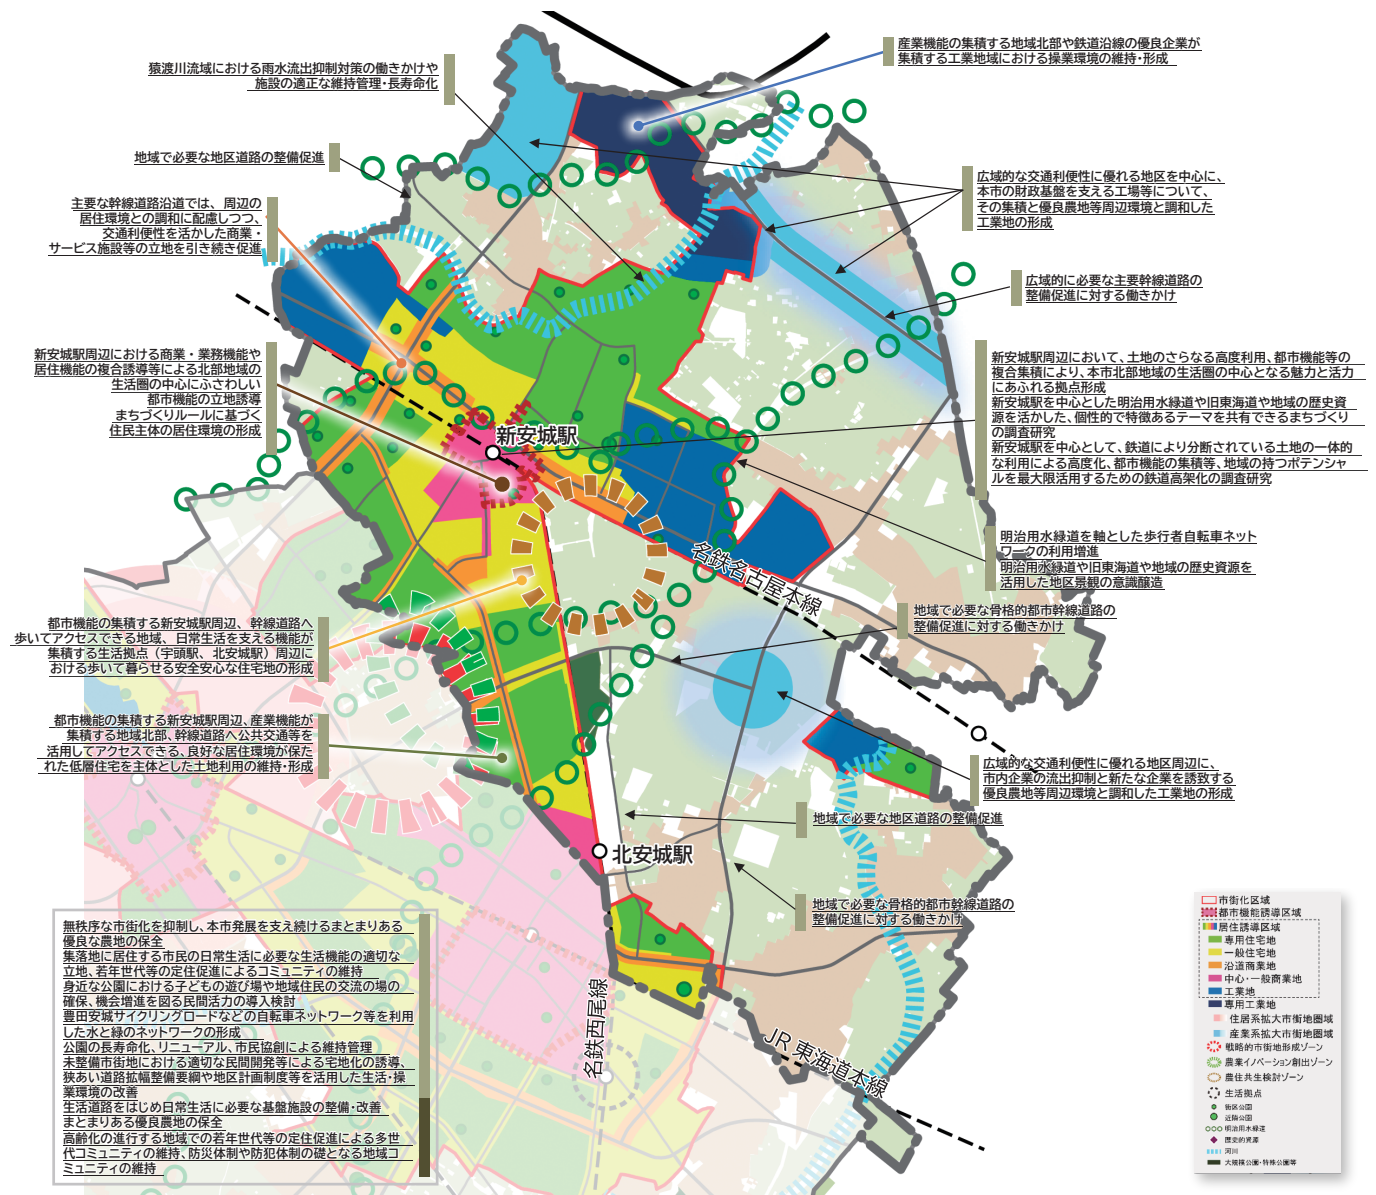 猿渡川流域における雨水流出抑制対策の働きかけや
施設の適正な維持管理・長寿命化
地域で必要な地区道路の整備促進
主要な幹線道路沿道では、周辺の
居住環境との調和に配慮しつつ、
交通利便性を活かした商業・
サービス施設等の立地を引き続き促進
新安城駅周辺における商業・業務機能や
居住機能の複合誘導等による北部地域の
生活圏の中心にふさわしい
都市機能の立地誘導
まちづくりルールに基づく
住民主体の居住環境の形成
都市機能の集積する新安城駅周辺、幹線道路へ
歩いてアクセスできる地域、日常生活を支える機能が
集積する生活拠点（宇頭駅、北安城駅）周辺に
おける歩いて暮らせる安全安心な住宅地の形成
都市機能の集積する新安城駅周辺、産業機能が
集積する地域北部、幹線道路へ公共交通等を
活用してアクセスできる、良好な居住環境が保た
れた低層住宅を主体とした土地利用の維持・形成
産業機能の集積する地域北部や鉄道沿線の優良企業が
集積する工業地域における操業環境の維持・形成
広域的な交通利便性に優れる地区を中心に、
本市の財政基盤を支える工場等について、
その集積と優良農地等周辺環境と調和した
工業地の形成
広域的に必要な主要幹線道路の
整備促進に対する働きかけ
新安城駅周辺において、土地のさらなる高度利用、都市機能等の
複合集積により、本市北部地域の生活圏の中心となる魅力と活力
にあふれる拠点形成
新安城駅を中心とした明治用水緑道や旧東海道や地域の歴史資
源を活かした、個性的で特徴あるテーマを共有できるまちづくり
の調査研究
新安城駅を中心として、鉄道により分断されている土地の一体的
な利用による高度化、都市機能の集積等、地域の持つポテンシャ
ルを最大限活用するための鉄道高架化の調査研究
明治用水緑道を軸とした歩行者自転車ネット
ワークの利用増進
明治用水緑道や旧東海道や地域の歴史資源を
活用した地区景観の意識醸造
地域で必要な骨格的都市幹線道路の
整備促進に対する働きかけ
広域的な交通利便性に優れる地区周辺に、
市内企業の流出抑制と新たな企業を誘致する
優良農地等周辺環境と調和した工業地の形成
地域で必要な地区道路の整備促進
地域で必要な骨格的都市幹線道路の
整備促進に対する働きかけ
新安城駅
名鉄名古屋本線
北安城駅
名鉄西尾線
JR 東海道本線
無秩序な市街化を抑制し、本市発展を支え続けるまとまりある
優良な農地の保全
集落地に居住する市民の日常生活に必要な生活機能の適切な
立地、若年世代等の定住促進によるコミュニティの維持
身近な公園における子どもの遊び場や地域住民の交流の場の
確保、機会増進を図る民間活力の導入検討
豊田安城サイクリングロードなどの自転車ネットワーク等を利用
した水と緑のネットワークの形成
公園の長寿命化、リニューアル、市民協創による維持管理
未整備市街地における適切な民間開発等による宅地化の誘導、
狭あい道路拡幅整備要綱や地区計画制度等を活用した生活・操
業環境の改善
生活道路をはじめ日常生活に必要な基盤施設の整備・改善
まとまりある優良農地の保全
高齢化の進行する地域での若年世代等の定住促進による多世
代コミュニティの維持、防災体制や防犯体制の礎となる地域コ
ミュニティの維持
市街化区域
都市機能誘導区域
居住誘導区域
専用住宅地
一般住宅地
沿道商業地
中心・一般商業地
工業地
専用工業地
住居系拡大市街地圏域
産業系拡大市街地圏域
戦略的市街地形成ゾーン
農業イノベーション創出ゾーン
農住共生検討ゾーン
生活拠点
街区公園
近隣公園
明治用水緑道
歴史的資源
河川
大規模公園・特殊公園等